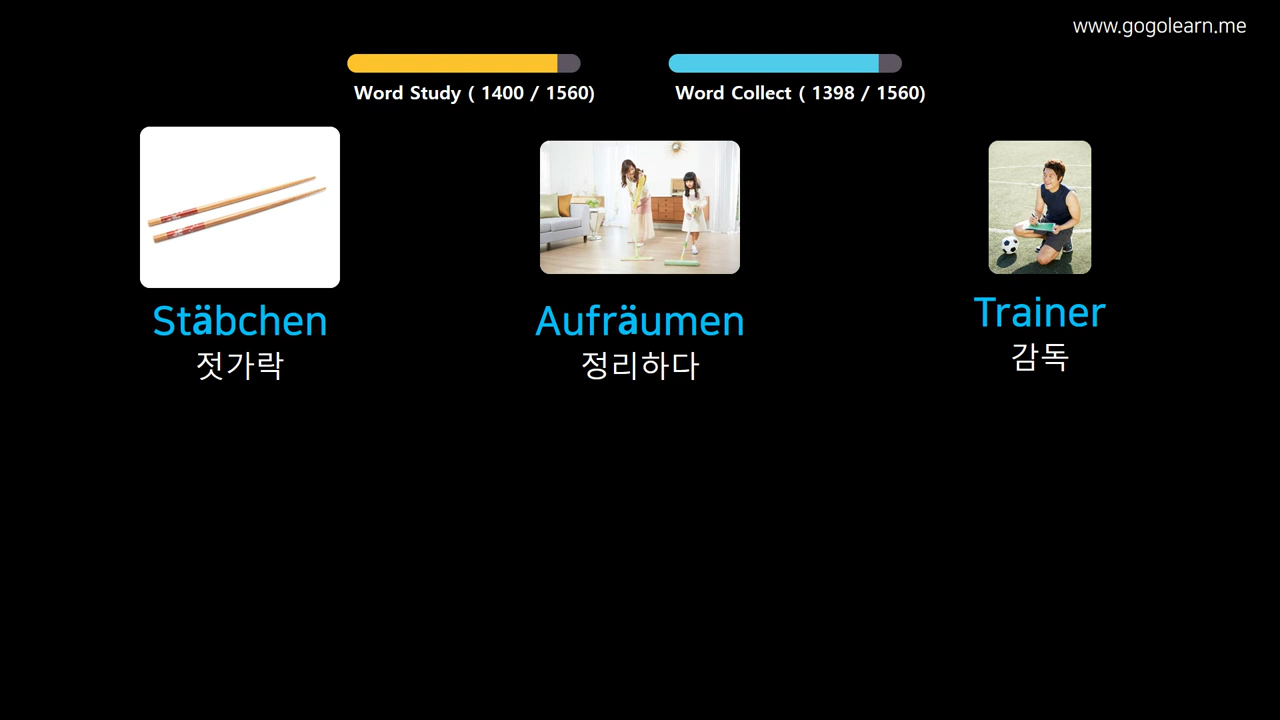 www.gogolearn.me
Word Study ( 1400 / 1560)
Word Collect ( 1398 / 1560)
Stäbchen
젓가락
Aufräumen
정리하다
Trainer
감독